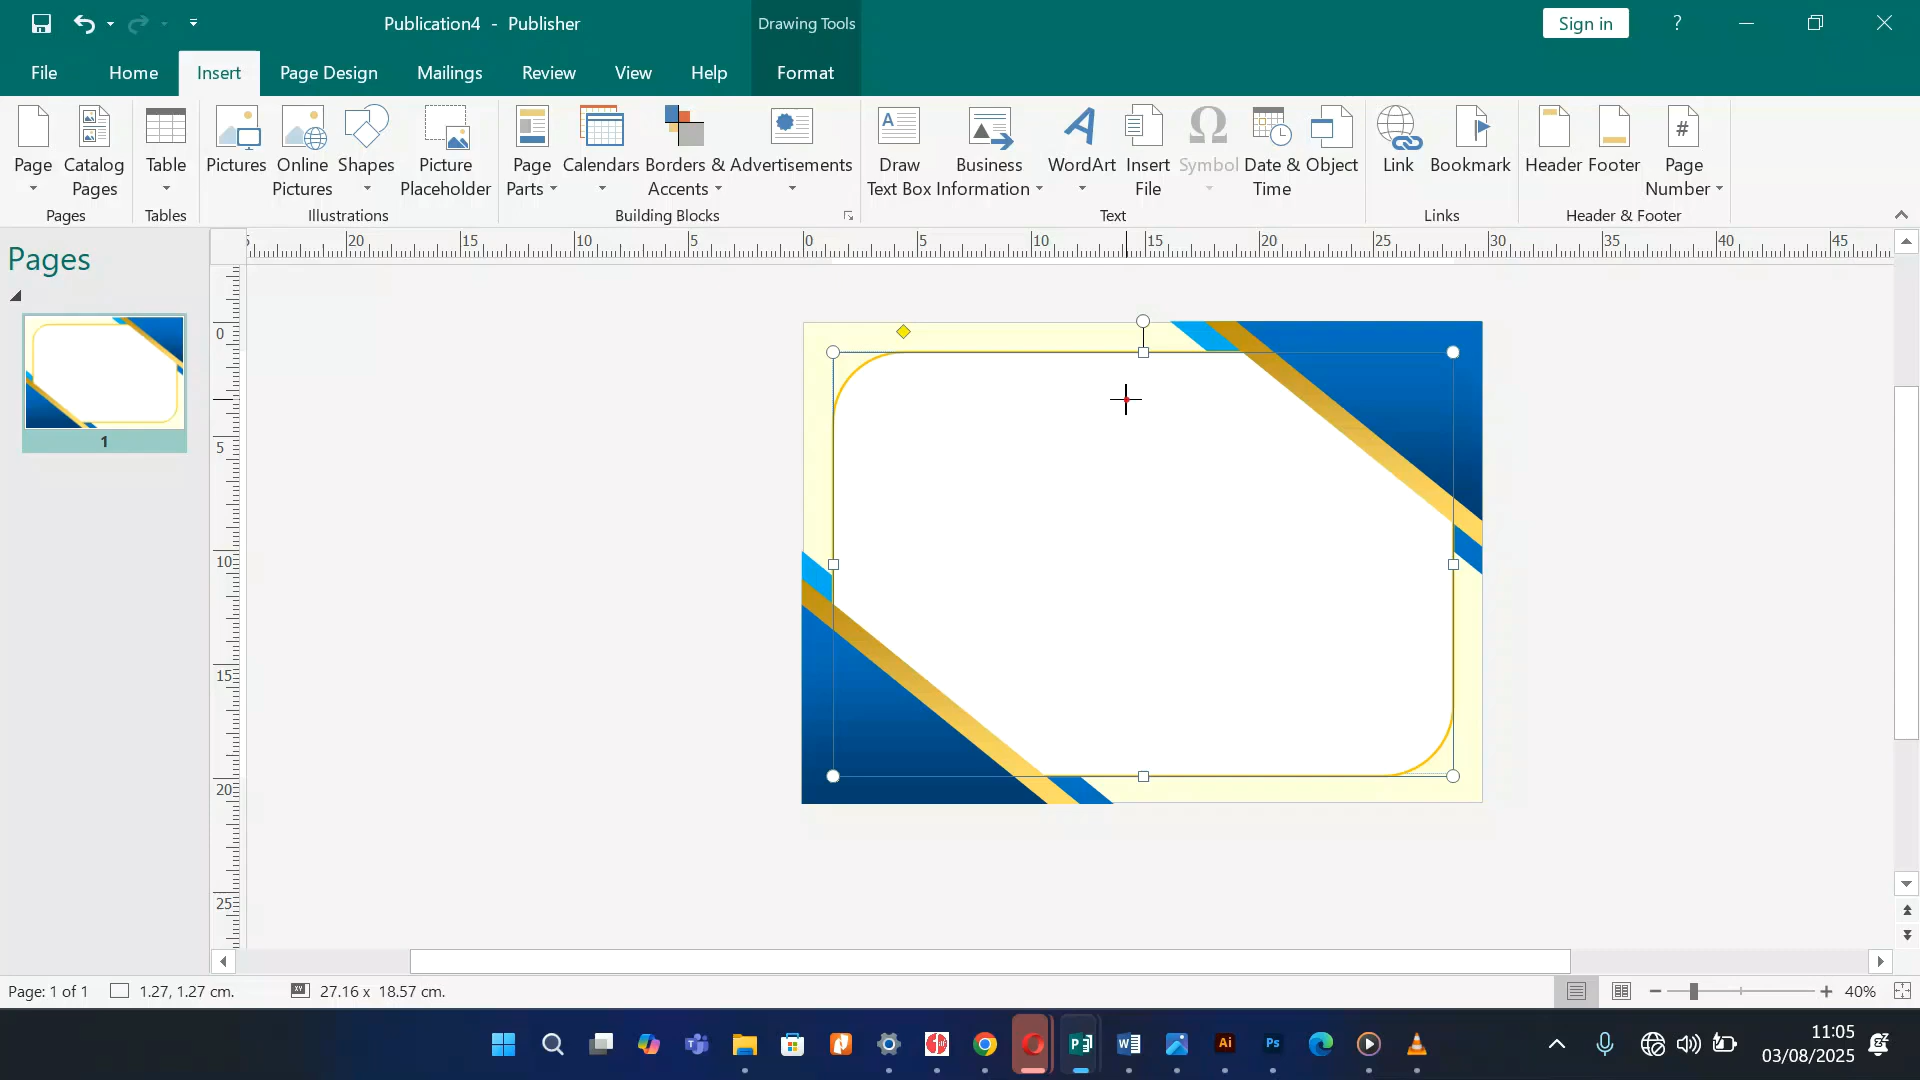 Publication4 - Publisher
Drawing Tools
Sign in
?
File Home Insert Page Design Mailings Review View Help Format
Page
Catalog Pages
Table
Pictures
Online Pictures
Shapes
Picture Placeholder
Page Parts
Calendars
Borders & Accents
Advertisements
Draw Text Box
Business Information
WordArt
Insert File
Symbol
Date & Time
Object
Link
Bookmark
Header
Footer
Page Number
Pages
Tables
Illustrations
Building Blocks
Text
Links
Header & Footer
Pages
20 15 10 5 0 5 10 15 20 25 30 35 40 45
0
5
10
15
20
25
1
Page: 1 of 1
1.27, 1.27 cm.
27.16 x 18.57 cm.
40%
11:05
03/08/2025